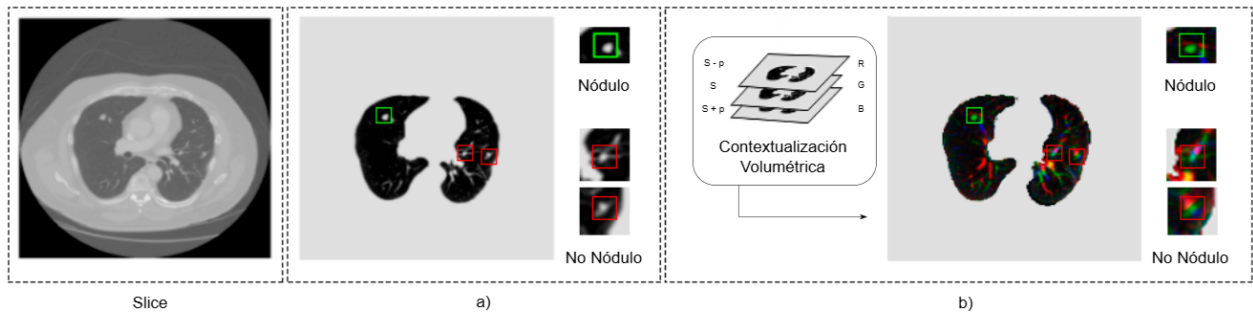 Nódulo
No Nódulo
S - p
R
S
G
S + p
B
Contextualización
Volumétrica
Nódulo
No Nódulo
Slice
a)
b)